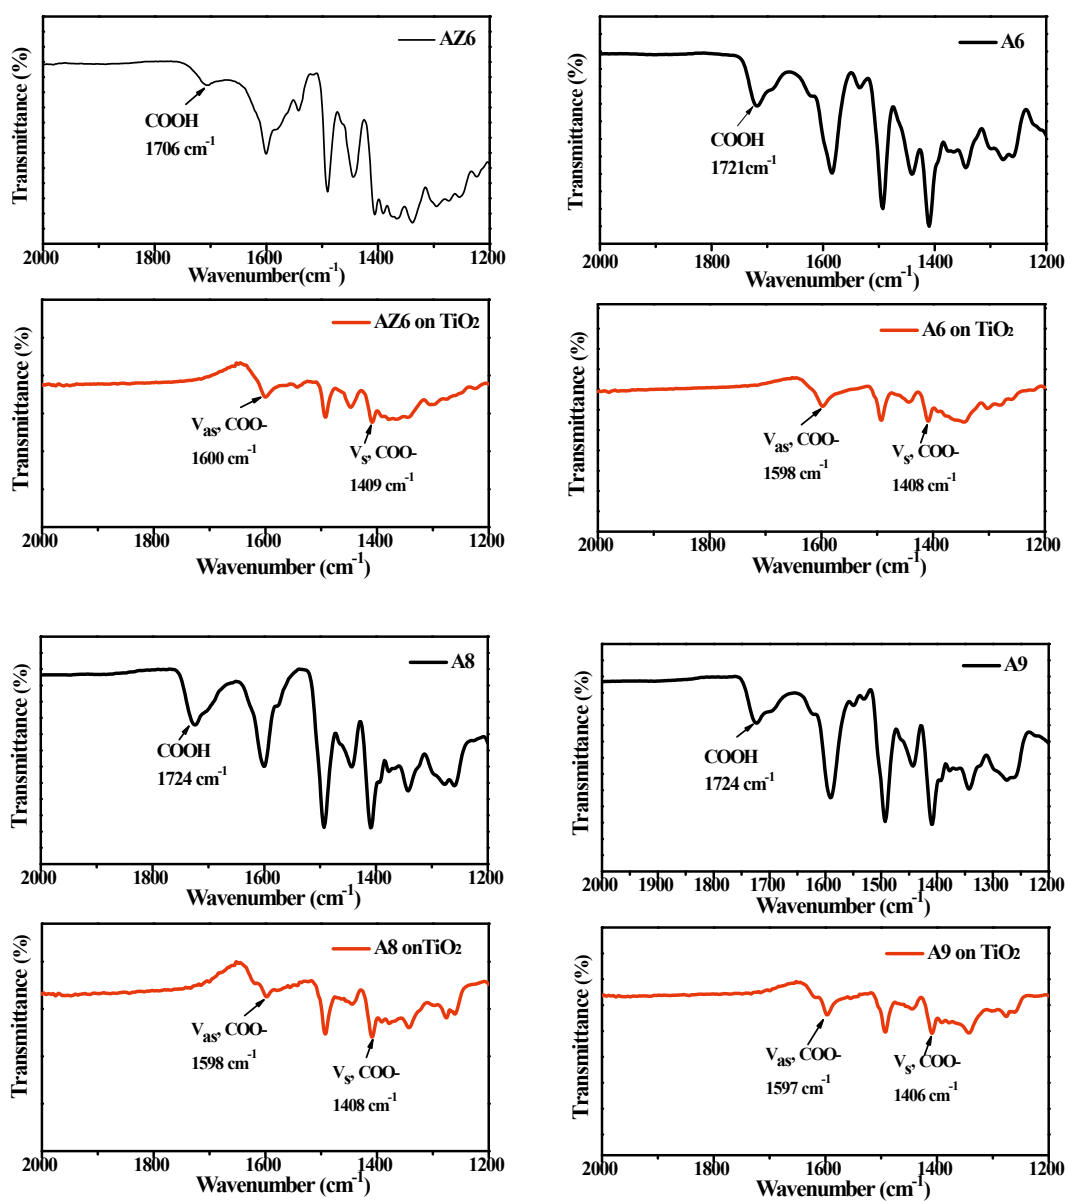 AZ6
Transmittance (%)
COOH
1706 cm-1
2000 1800 1600 1400 1200
Wavenumber(cm-1)
A6
Transmittance (%)
COOH
1721cm-1
2000 1800 1600 1400 1200
Wavenumber (cm-1)
AZ6 on TiO2
Transmittance (%)
Vas, COO-
1600 cm-1
Vs, COO-
1409 cm-1
2000 1800 1600 1400 1200
Wavenumber (cm-1)
A6 on TiO2
Transmittance (%)
Vas, COO-
1598 cm-1
Vs, COO-
1408 cm-1
2000 1800 1600 1400 1200
Wavenumber (cm-1)
A8
Transmittance (%)
COOH
1724 cm-1
2000 1800 1600 1400 1200
Wavenumber (cm-1)
A9
Transmittance (%)
COOH
1724 cm-1
2000 1900 1800 1700 1600 1500 1400 1300 1200
Wavenumber (cm-1)
A8 onTiO2
Transmittance (%)
Vas, COO-
1598 cm-1
Vs, COO-
1408 cm-1
2000 1800 1600 1400 1200
Wavenumber (cm-1)
A9 on TiO2
Transmittance (%)
Vas, COO-
1597 cm-1
Vs, COO-
1406 cm-1
2000 1800 1600 1400 1200
Wavenumber (cm-1)